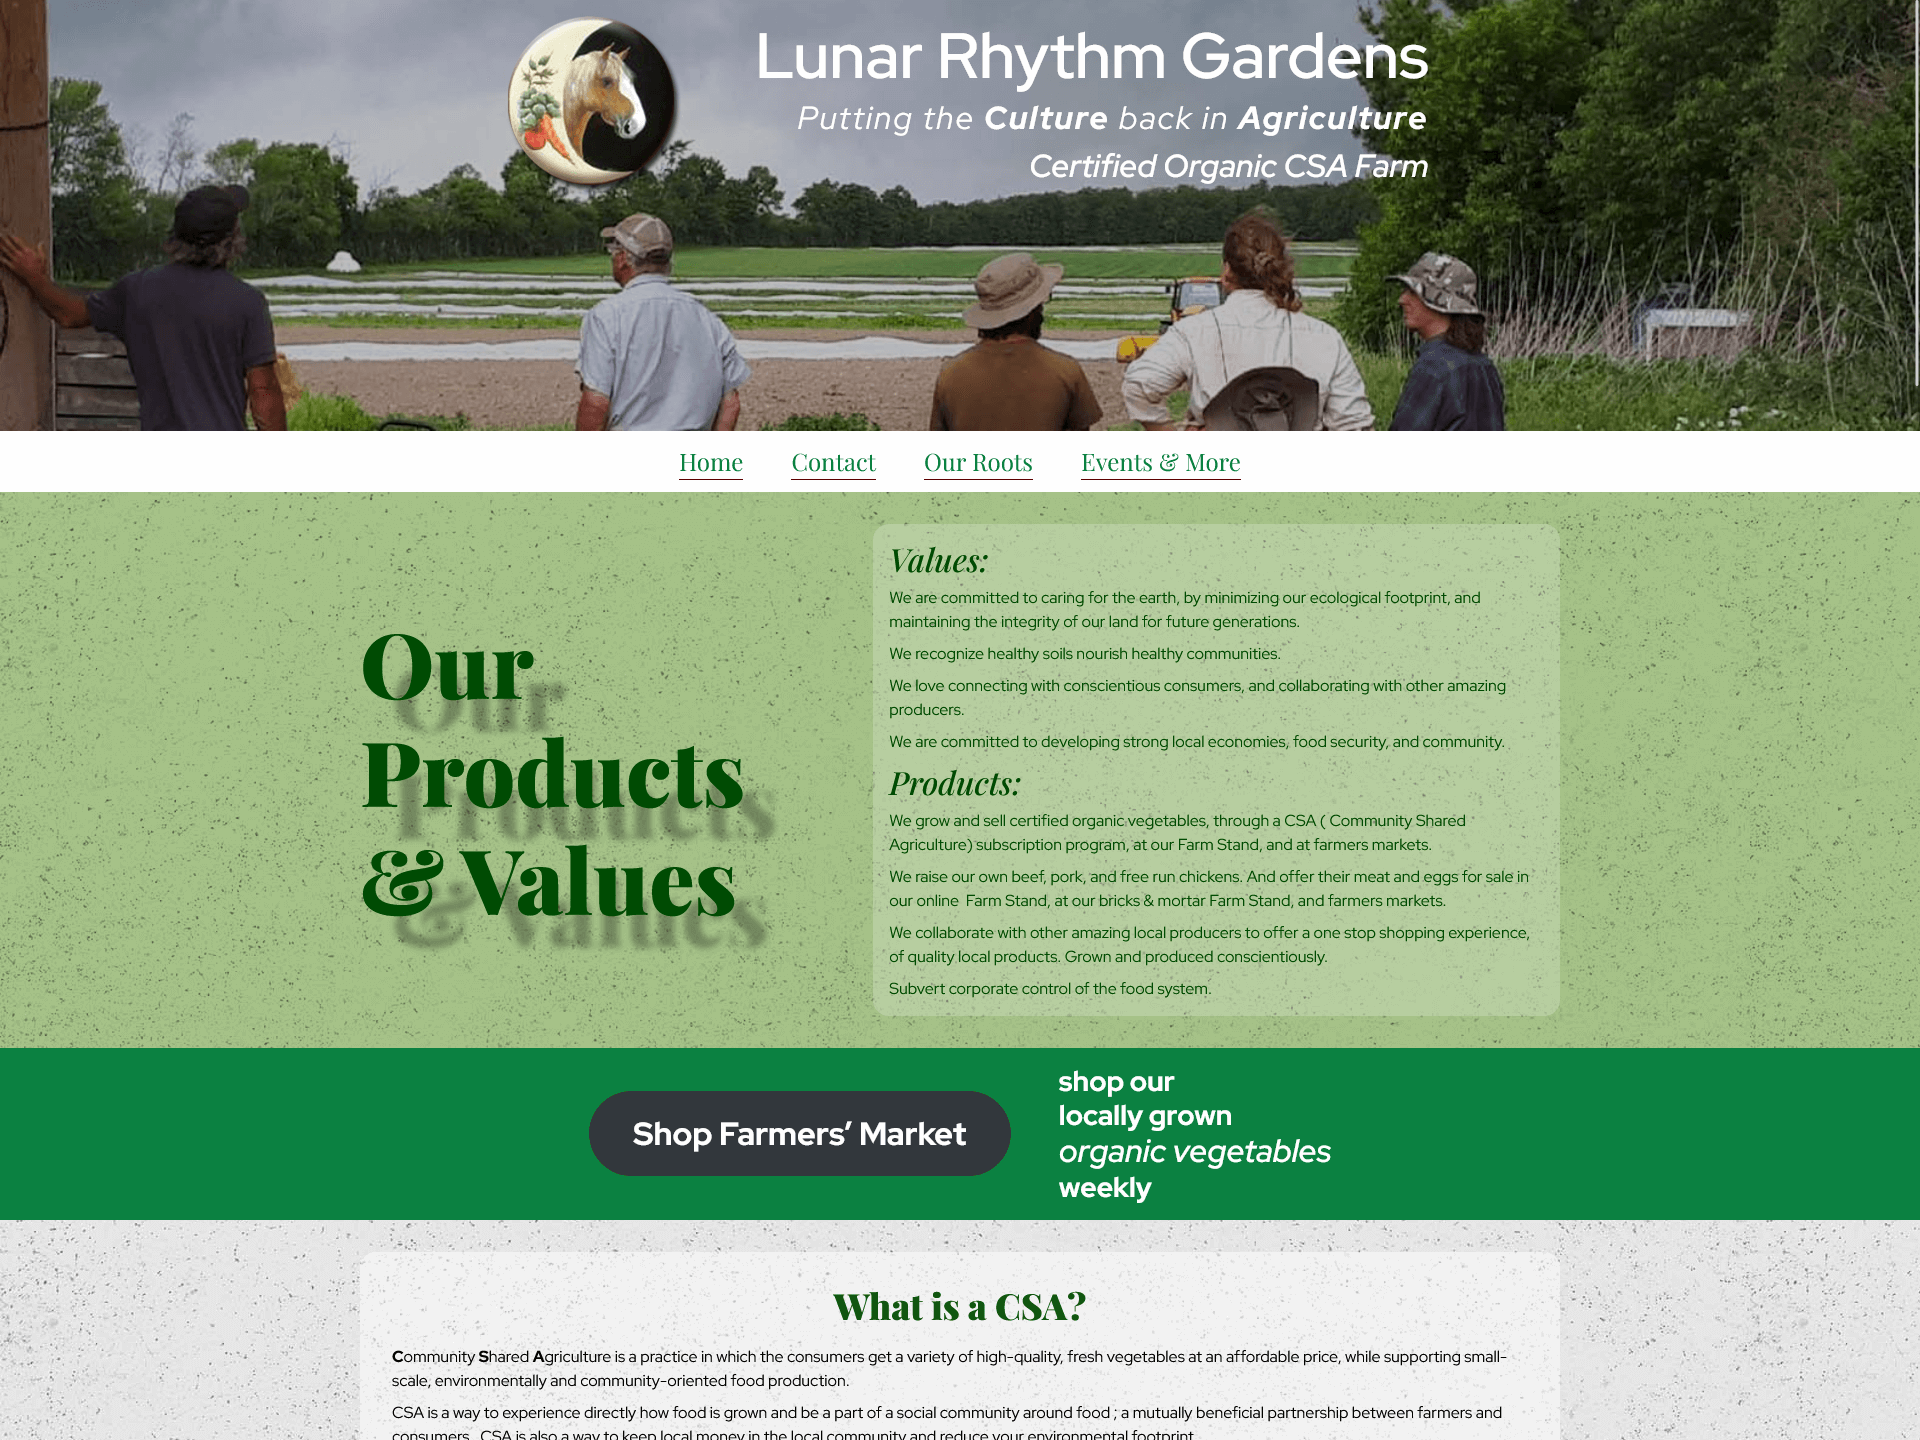 Lunar Rhythm Gardens
Putting the Culture back in Agriculture
Certified Organic CSA Farm
Home
Contact
Our Roots
Events & More
Our
Products
& Values
Values:
We are committed to caring for the earth, by minimizing our ecological footprint, and
maintaining the integrity of our land for future generations.
We recognize healthy soils nourish healthy communities.
We love connecting with conscientious consumers, and collaborating with other amazing
producers.
We are committed to developing strong local economies, food security, and community.
Products:
We grow and sell certified organic vegetables, through a CSA ( Community Shared
Agriculture) subscription program, at our Farm Stand, and at farmers markets.
We raise our own beef, pork, and free run chickens. And offer their meat and eggs for sale in
our online  Farm Stand, at our bricks & mortar Farm Stand, and farmers markets.
We collaborate with other amazing local producers to offer a one stop shopping experience,
of quality local products. Grown and produced conscientiously.
Subvert corporate control of the food system.
Shop Farmers’ Market
shop our
locally grown
organic vegetables
weekly
What is a CSA?
Community Shared Agriculture is a practice in which the consumers get a variety of high-quality, fresh vegetables at an affordable price, while supporting small-
scale, environmentally and community-oriented food production.
CSA is a way to experience directly how food is grown and be a part of a social community around food ; a mutually beneficial partnership between farmers and
consumers.  CSA is also a way to keep local money in the local community and reduce your environmental footprint.